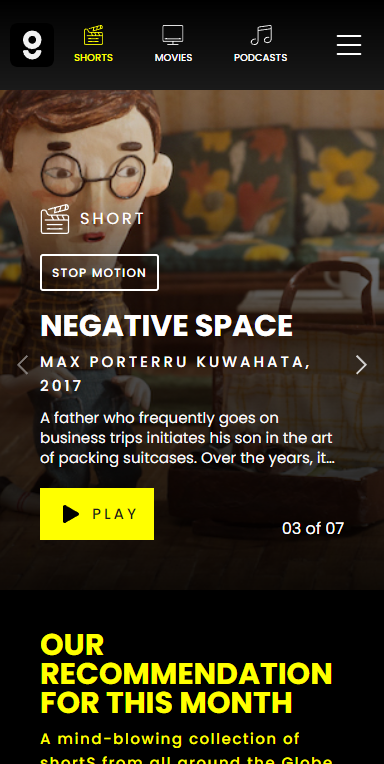 SHORTS MOVIES PODCASTS
SHORT
STOP MOTION
NEGATIVE SPACE
MAX PORTERRU KUWAHATA,
2017
A father who frequently goes on
business trips initiates his son in the art
of packing suitcases. Over the years, it...
PLAY
03 of 07
OUR
RECOMMENDATION
FOR THIS MONTH
A mind-blowing collection of
shortS from all around the Globe